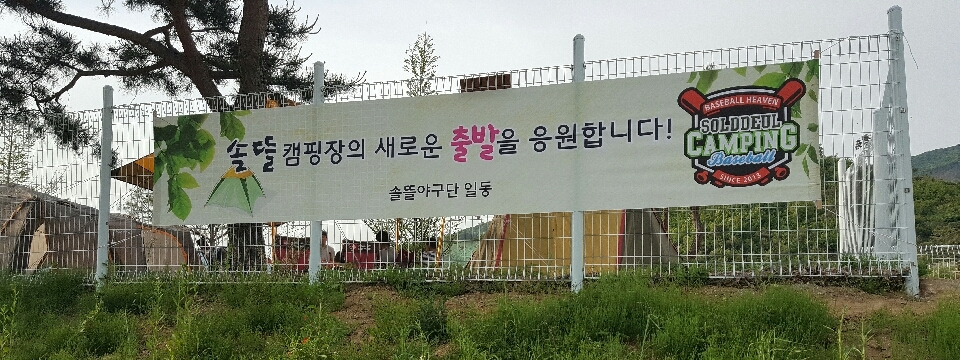 솔뜰 캠핑장의 새로운 출발을 응원합니다!
솔뜰야구단 일동
BASEBALL HEAVEN
SOLDDEUL
CAMPING
Baseball
SINCE 2013